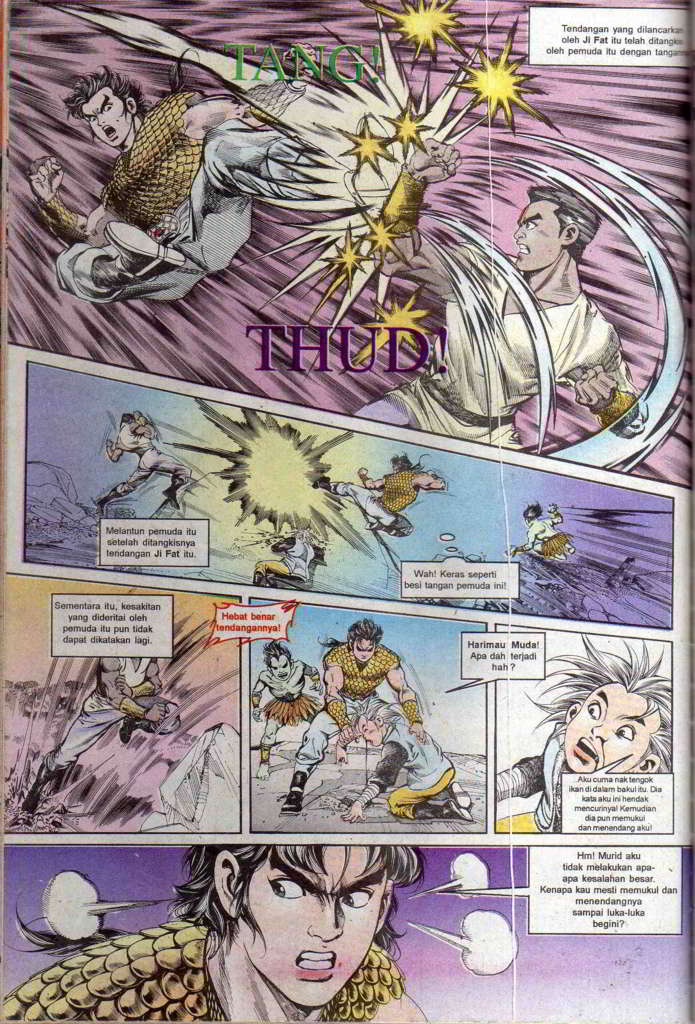 Tendangan yang dilancarkan
oleh Ji Fat itu telah ditangkis
oleh pemuda itu dengan tangan
TANG!
THUD!
Melantun pemuda itu
setelah ditangkisnya
tendangan Ji Fat itu.
Wah! Keras seperti
besi tangan pemuda ini!
Sementara itu, kesakitan
yang dideritai oleh
pemuda itu pun tidak
dapat dikatakan lagi.
Hebat benar
tendangannya!
Harimau Muda!
Apa dah terjadi
hah?
Aku cuma nak tengok
ikan di dalam bakul itu. Dia
kata aku ini hendak
mencurinya! Kemudian
dia pun memukul
dan menendang aku!
Hm! Murid aku
tidak melakukan apa-
apa kesalahan besar.
Kenapa kau mesti memukul dan
menendangnya
sampai luka-luka
begini?